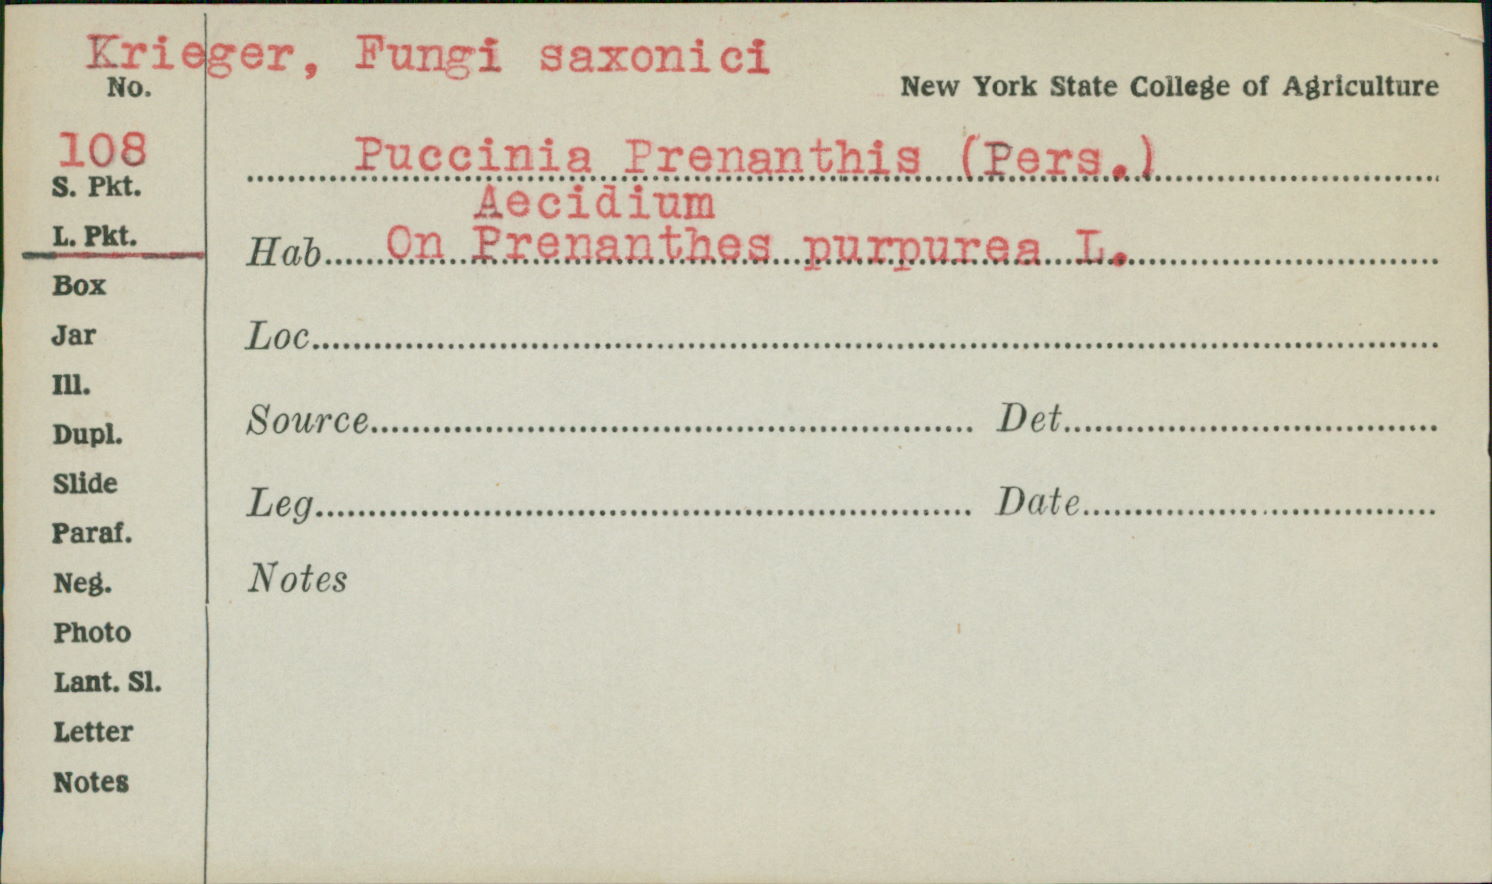 Krieger, Fungi saxonici
No.
New York State College of Agriculture
108
Puccinia Prenanthis (Pers.)
S. Pkt.
Aecidium
L. Pkt.
Hab. On Prenanthes purpurea L.
Box
Loc.
Jar
Ill.
Source Det.
Dupl.
Slide
Leg. Date
Paraf.
Neg.
Notes
Photo
Lant. Sl.
Letter
Notes